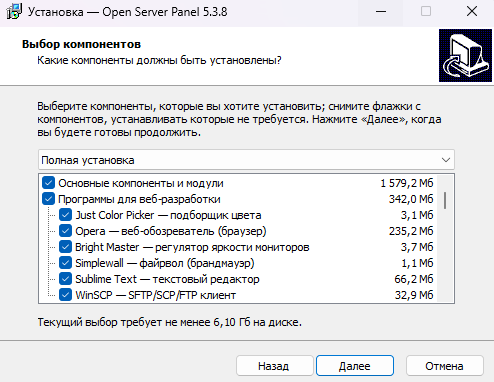 Установка — Open Server Panel 5.3.8
Выбор компонентов
Какие компоненты должны быть установлены?
Выберите компоненты, которые вы хотите установить; снимите флажки с
компонентов, устанавливать которые не требуется. Нажмите «Далее», когда
вы будете готовы продолжить.
Полная установка
Основные компоненты и модули 1 579,2 Мб
Программы для веб-разработки 342,0 Мб
Just Color Picker — подборщик цвета 3,1 Мб
Opera — веб-обозреватель (браузер) 235,2 Мб
Bright Master — регулятор яркости мониторов 3,7 Мб
Simplewall — файрвол (брандмауэр) 1,1 Мб
Sublime Text — текстовый редактор 66,2 Мб
WinSCP — SFTP/SCP/FTP клиент 32,9 Мб
Текущий выбор требует не менее 6,10 Гб на диске.
Назад Далее Отмена